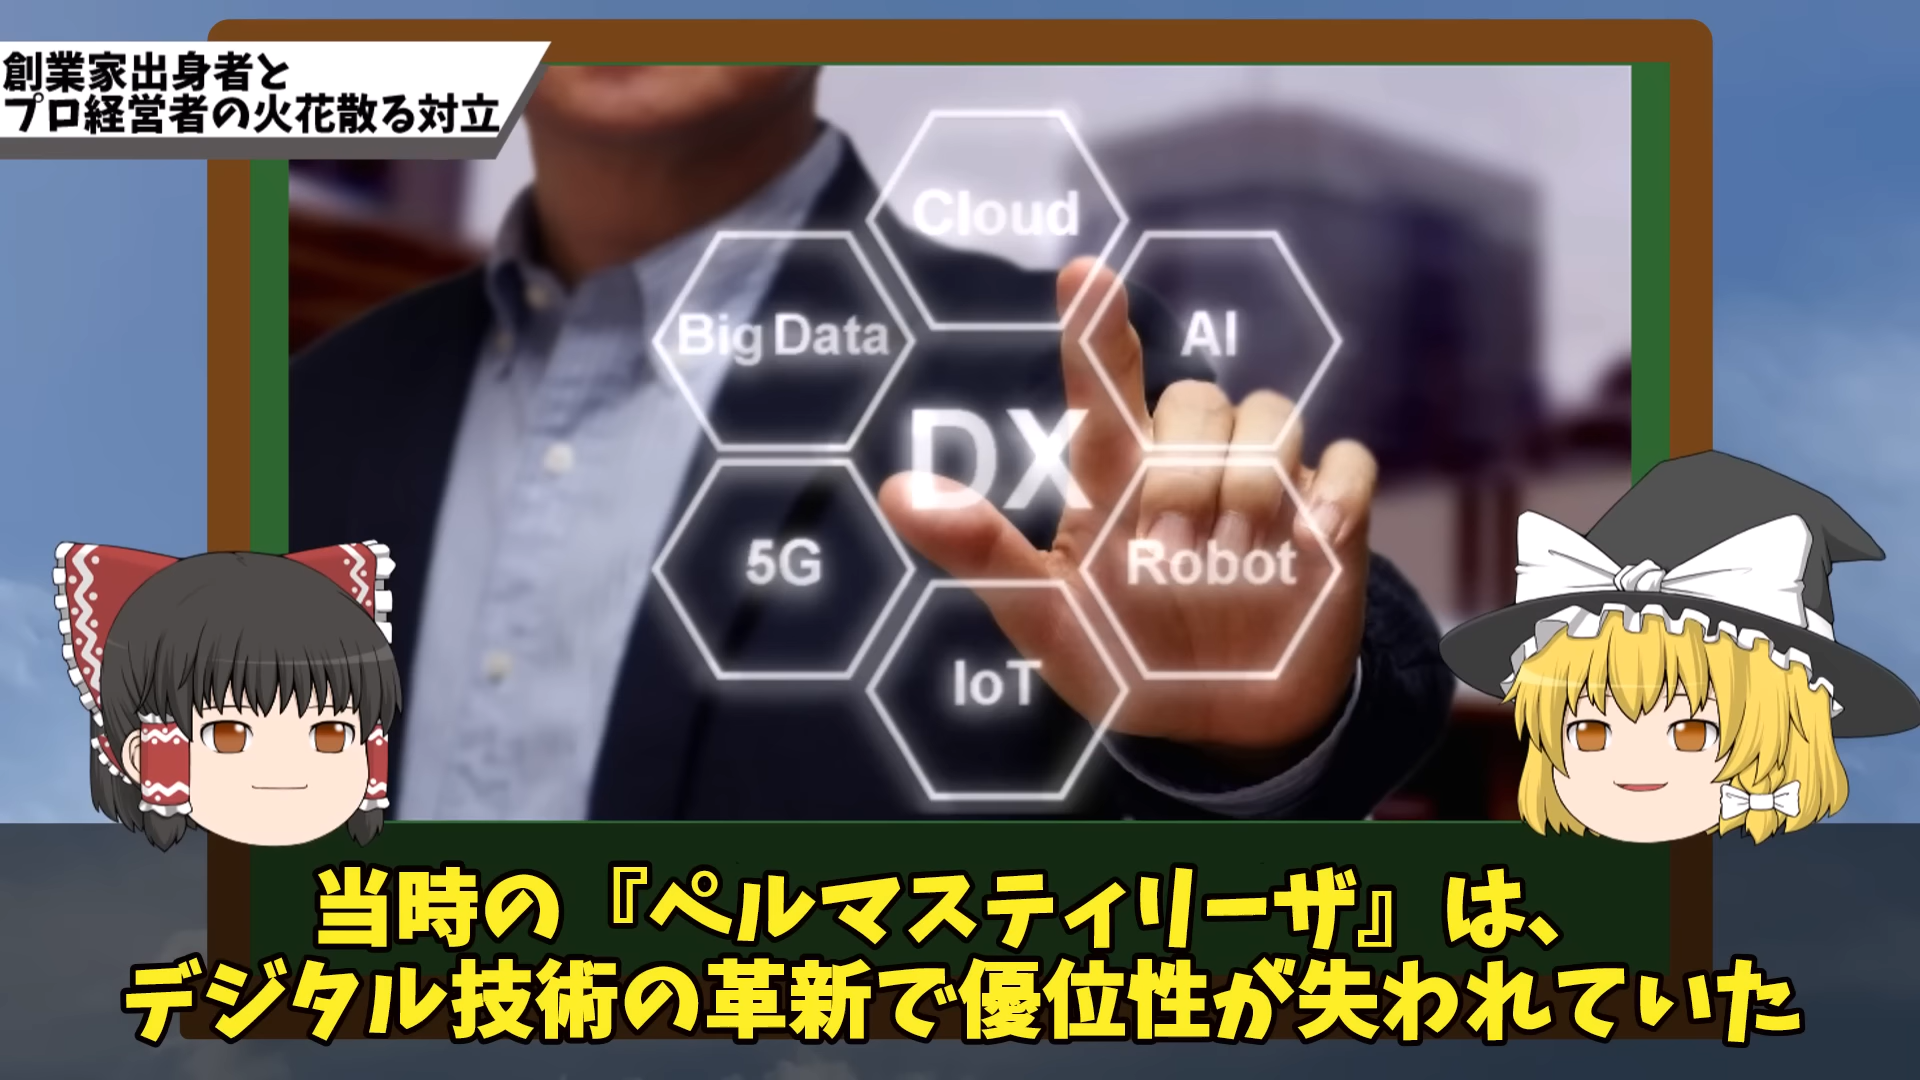 創業家出身者と
プロ経営者の火花散る対立
Cloud
Big Data
AI
DX
5G
Robot
IoT
当時の『ペルマスティリーザ』は、
デジタル技術の革新で優位性が失われていた